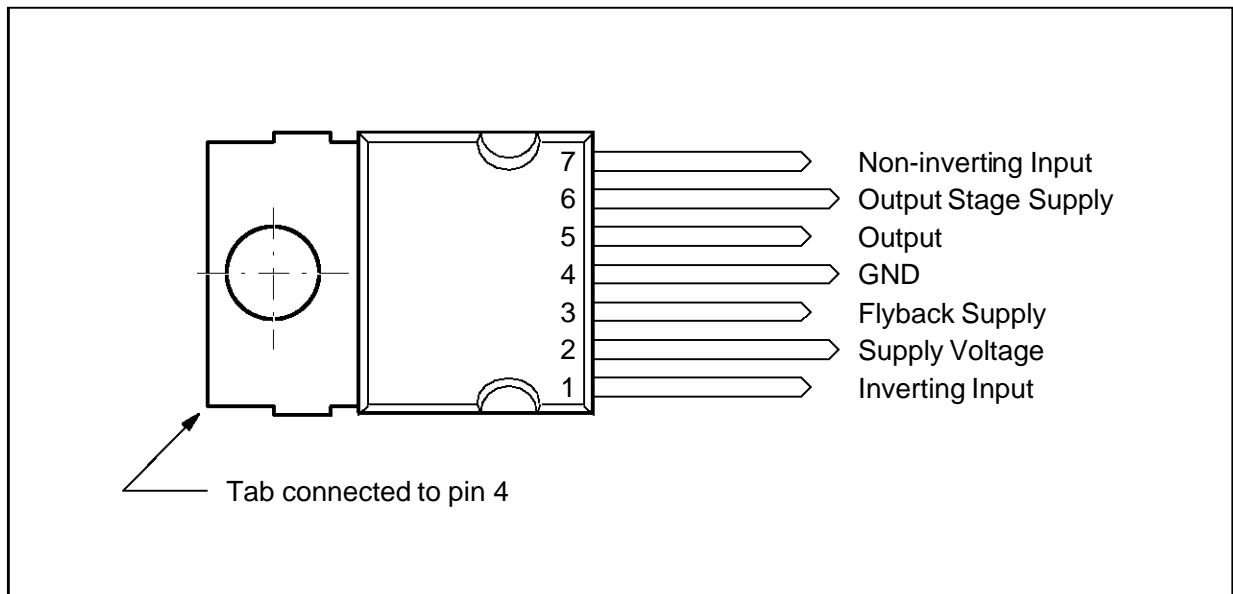 7 Non-inverting Input
6 Output Stage Supply
5 Output
4 GND
3 Flyback Supply
2 Supply Voltage
1 Inverting Input
Tab connected to pin 4